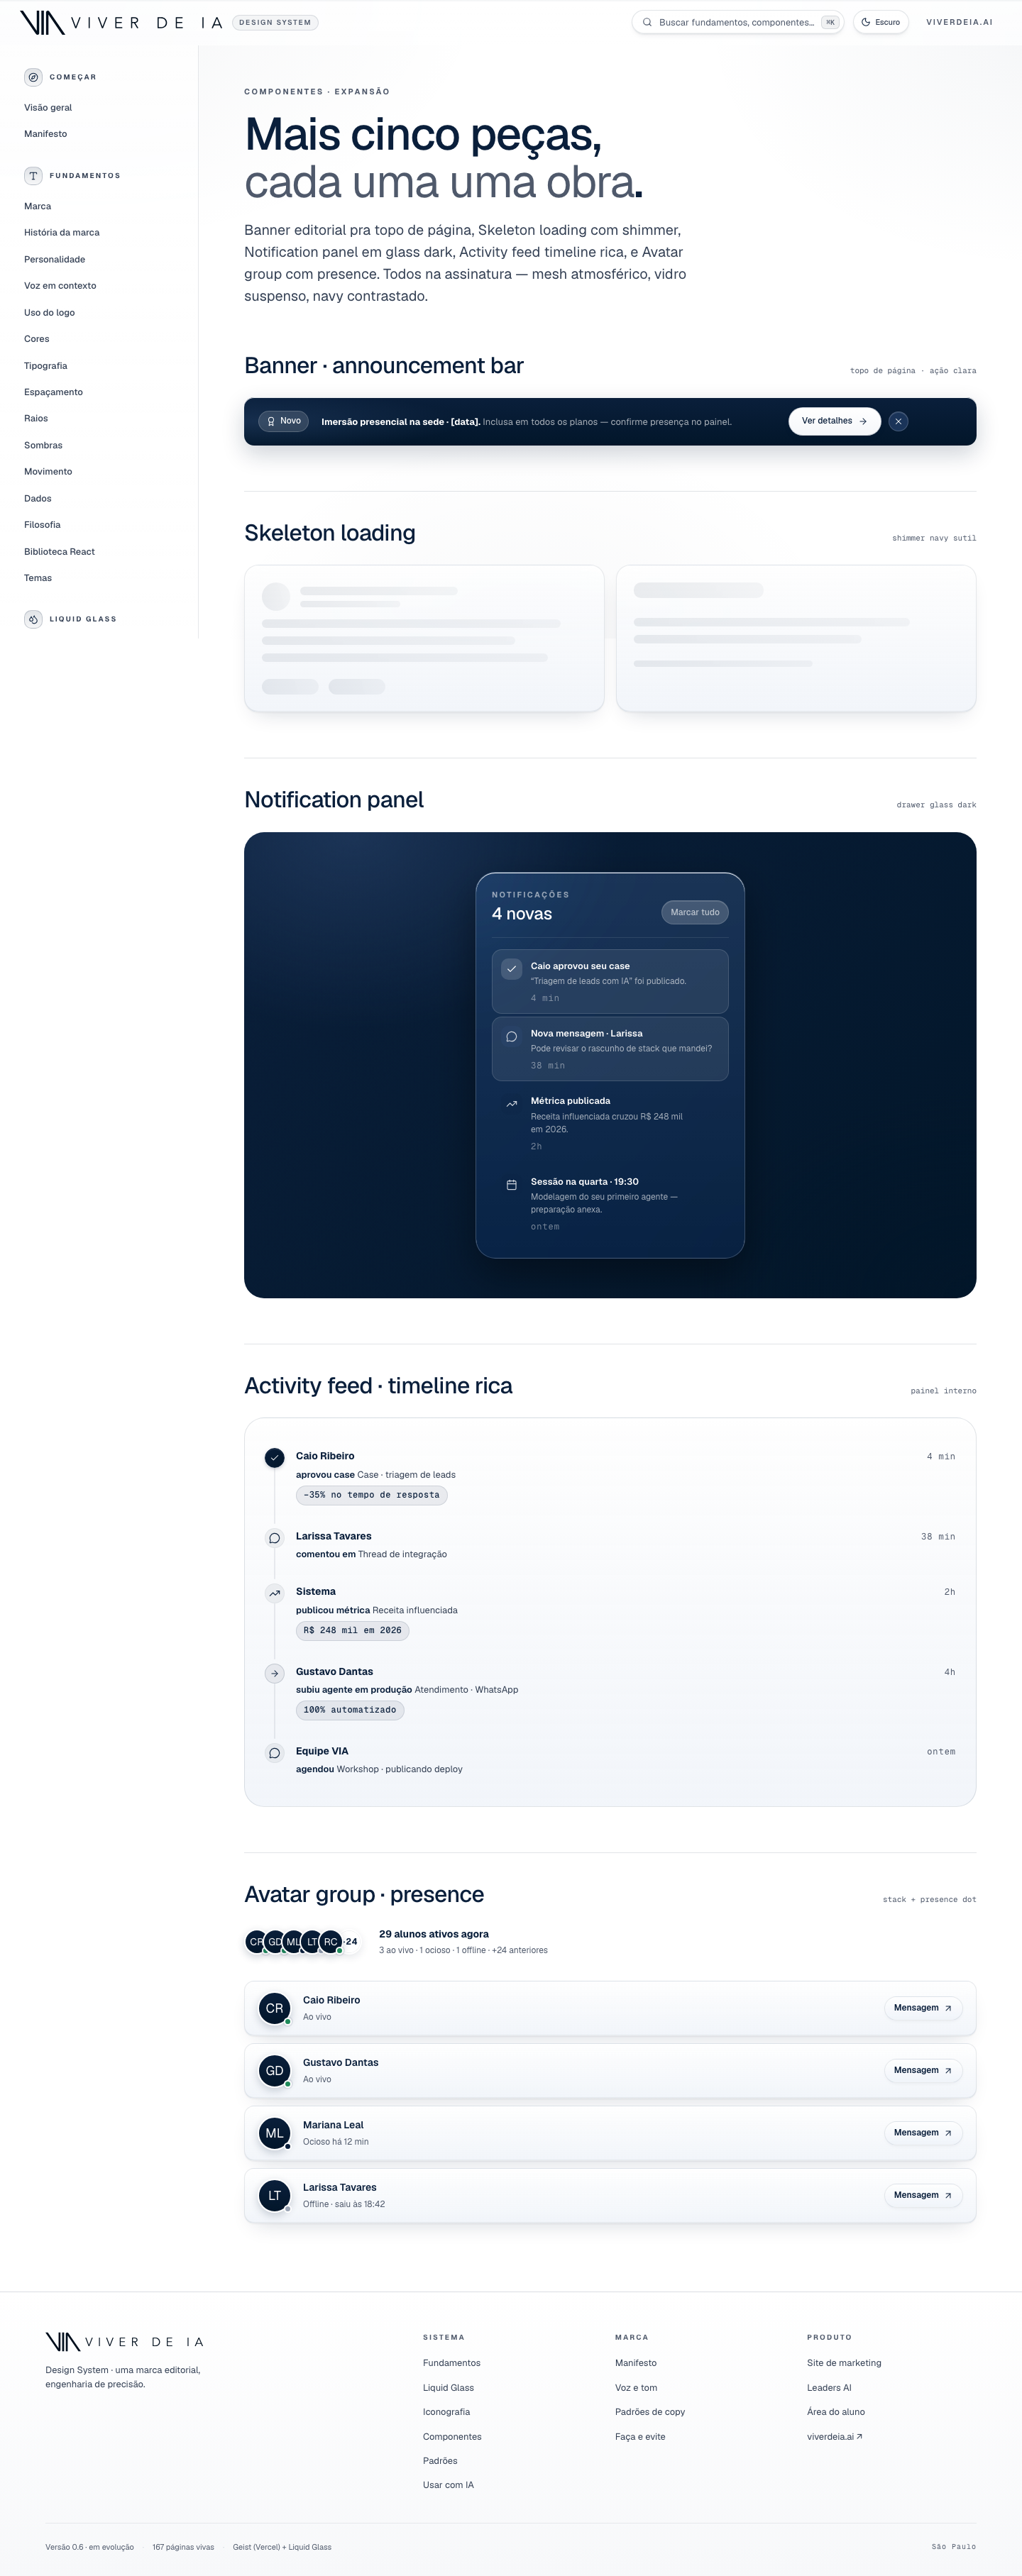 VIVER DE IA
DESIGN SYSTEM
Buscar fundamentos, componentes...
⌘K
Escuro
VIVERDEIA.AI
COMEÇAR
Visão geral
Manifesto
FUNDAMENTOS
Marca
História da marca
Personalidade
Voz em contexto
Uso do logo
Cores
Tipografia
Espaçamento
Raios
Sombras
Movimento
Dados
Filosofia
Biblioteca React
Temas
LIQUID GLASS
COMPONENTES · EXPANSÃO
Mais cinco peças,
cada uma uma obra.
Banner editorial pra topo de página, Skeleton loading com shimmer,
Notification panel em glass dark, Activity feed timeline rica, e Avatar
group com presence. Todos na assinatura — mesh atmosférico, vidro
suspenso, navy contrastado.
Banner · announcement bar
topo de página · ação clara
Novo
Imersão presencial na sede · [data]. Inclusa em todos os planos — confirme presença no painel.
Ver detalhes
Skeleton loading
shimmer navy sutil
Notification panel
drawer glass dark
NOTIFICAÇÕES
4 novas
Marcar tudo
Caio aprovou seu case
"Triagem de leads com IA" foi publicado.
4 min
Nova mensagem · Larissa
Pode revisar o rascunho de stack que mandei?
38 min
Métrica publicada
Receita influenciada cruzou R$ 248 mil
em 2026.
2h
Sessão na quarta · 19:30
Modelagem do seu primeiro agente —
preparação anexa.
ontem
Activity feed · timeline rica
painel interno
Caio Ribeiro
4 min
aprovou case Case · triagem de leads
−35% no tempo de resposta
Larissa Tavares
38 min
comentou em Thread de integração
Sistema
2h
publicou métrica Receita influenciada
R$ 248 mil em 2026
Gustavo Dantas
4h
subiu agente em produção Atendimento · WhatsApp
100% automatizado
Equipe VIA
ontem
agendou Workshop · publicando deploy
Avatar group · presence
stack + presence dot
CR GD ML LT RC +24
29 alunos ativos agora
3 ao vivo · 1 ocioso · 1 offline · +24 anteriores
CR
Caio Ribeiro
Ao vivo
Mensagem
GD
Gustavo Dantas
Ao vivo
Mensagem
ML
Mariana Leal
Ocioso há 12 min
Mensagem
LT
Larissa Tavares
Offline · saiu às 18:42
Mensagem
VIVER DE IA
Design System · uma marca editorial,
engenharia de precisão.
SISTEMA
Fundamentos
Liquid Glass
Iconografia
Componentes
Padrões
Usar com IA
MARCA
Manifesto
Voz e tom
Padrões de copy
Faça e evite
PRODUTO
Site de marketing
Leaders AI
Área do aluno
viverdeia.ai ↗
Versão 0.6 · em evolução · 167 páginas vivas · Geist (Vercel) + Liquid Glass
São Paulo